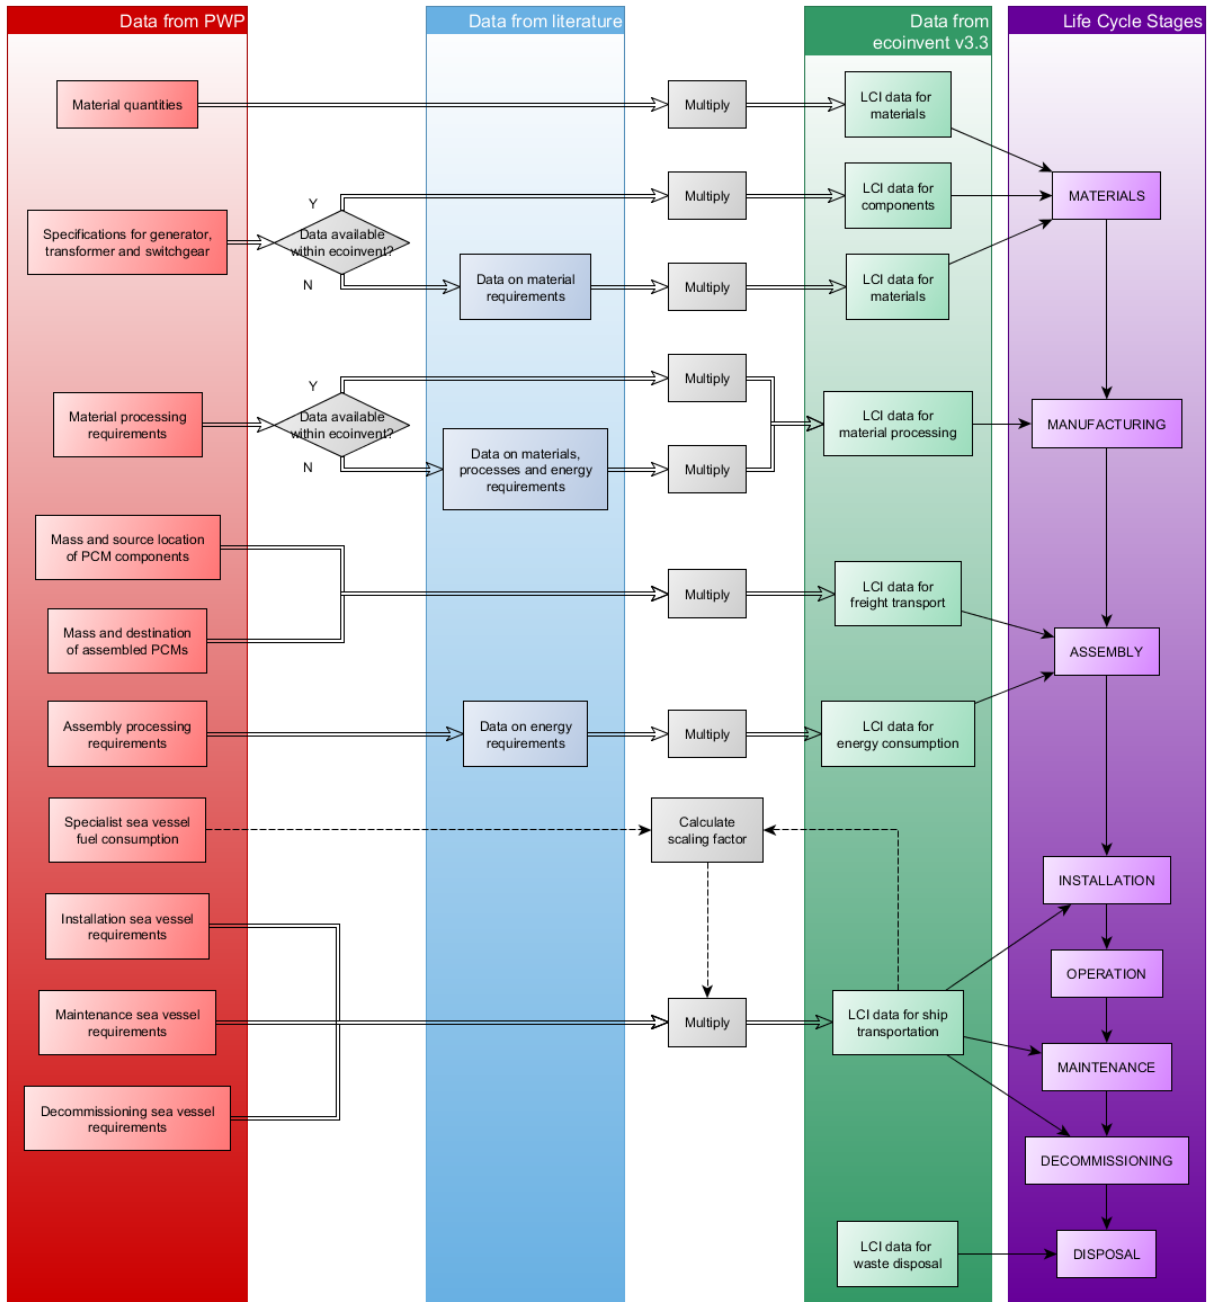 Data from PWP
Data from literature
Data from
ecoinvent v3.3
Life Cycle Stages
Material quantities
Multiply
LCI data for
materials
Specifications for generator,
transformer and switchgear
Y
Data available
within ecoinvent?
N
Multiply
LCI data for
components
MATERIALS
Data on material
requirements
Multiply
LCI data for
materials
Material processing
requirements
Y
Data available
within ecoinvent?
N
Multiply
Data on materials,
processes and energy
requirements
Multiply
LCI data for
material processing
MANUFACTURING
Mass and source location
of PCM components
Mass and destination
of assembled PCMs
Multiply
LCI data for
freight transport
ASSEMBLY
Assembly processing
requirements
Data on energy
requirements
Multiply
LCI data for
energy consumption
Specialist sea vessel
fuel consumption
Calculate
scaling factor
Installation sea vessel
requirements
INSTALLATION
OPERATION
Maintenance sea vessel
requirements
Multiply
LCI data for ship
transportation
MAINTENANCE
Decommissioning sea vessel
requirements
DECOMMISSIONING
LCI data for
waste disposal
DISPOSAL